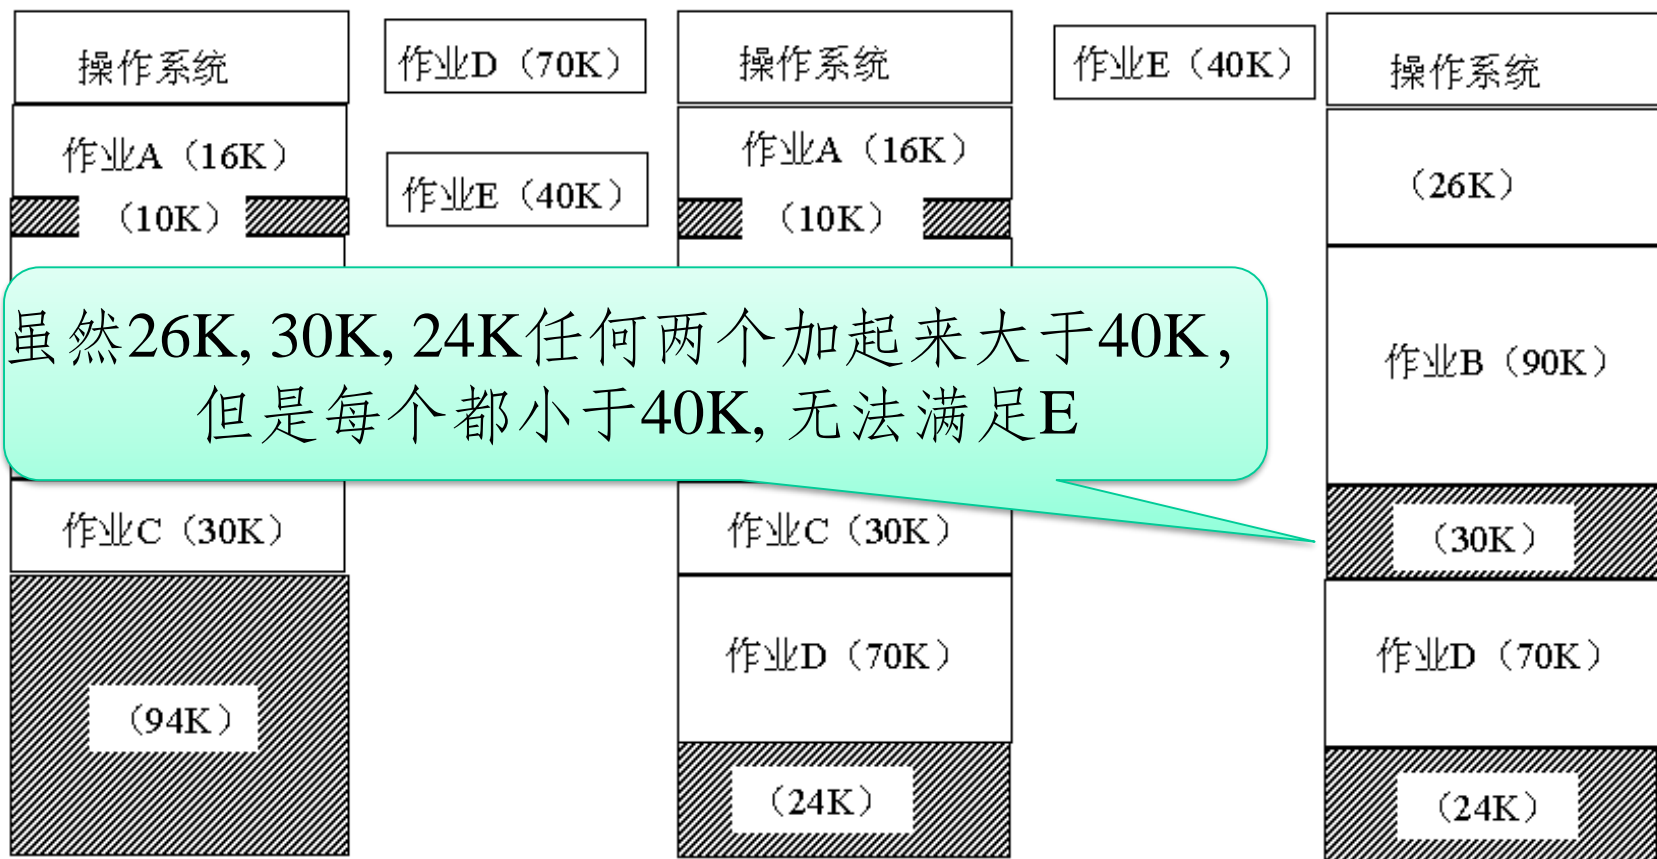 操作系统
作业A（16K）
（10K）
作业C（30K）
（94K）
作业D（70K）
作业E（40K）
操作系统
作业A（16K）
（10K）
作业C（30K）
作业D（70K）
（24K）
作业E（40K）
操作系统
（26K）
作业B（90K）
（30K）
作业D（70K）
（24K）
虽然26K, 30K, 24K任何两个加起来大于40K，
但是每个都小于40K, 无法满足E